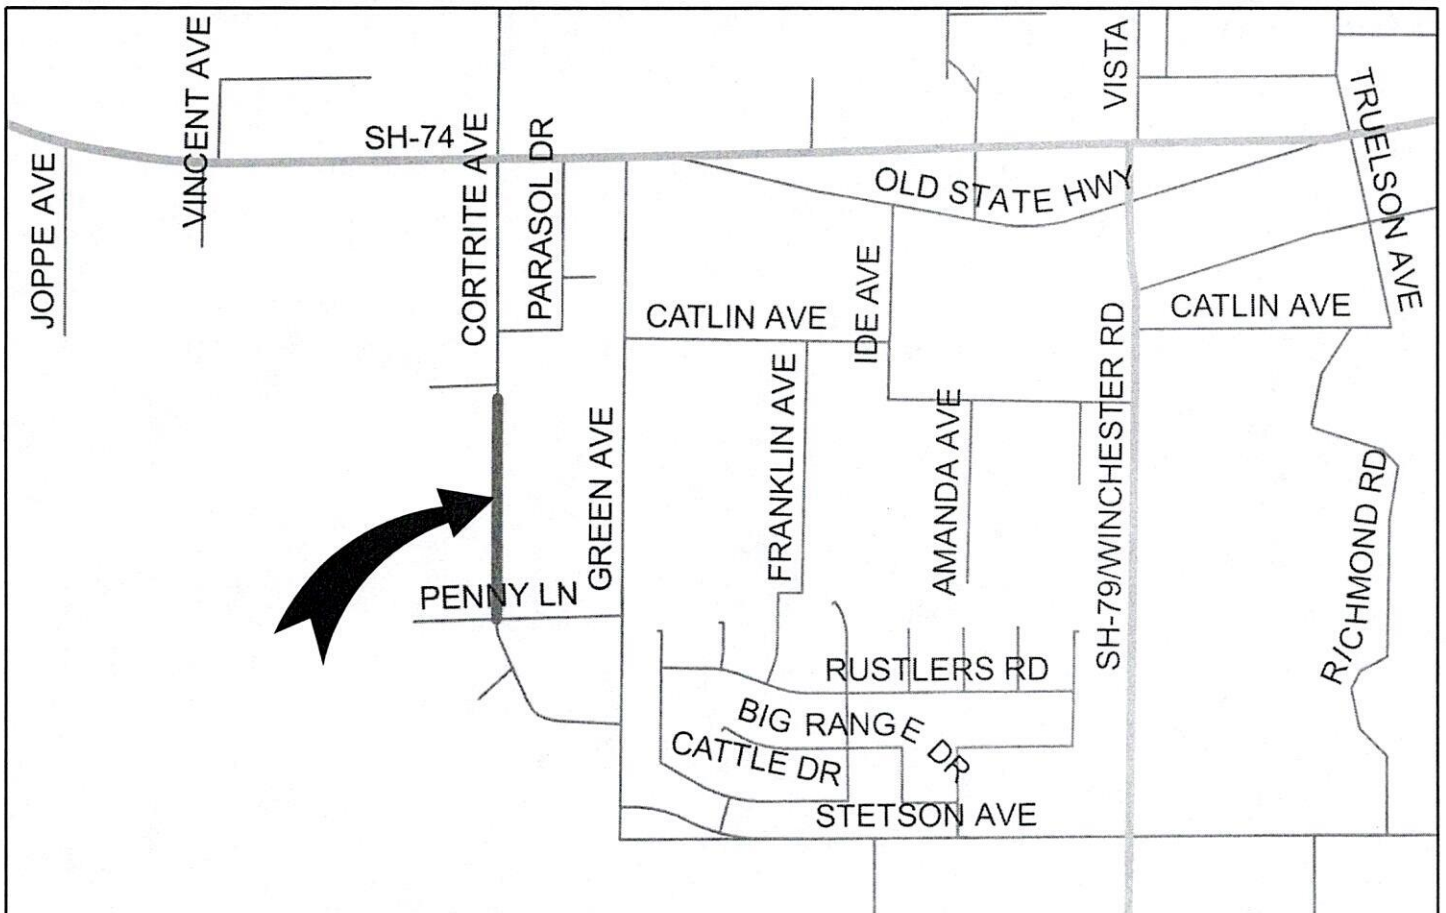 VINCENT AVE
VISTA
SH-74
CORTRITE AVE
PARASOL DR
TRUELSON AVE
JOPPE AVE
OLD STATE HWY
IDE AVE
CATLIN AVE
CATLIN AVE
GREEN AVE
FRANKLIN AVE
AMANDA AVE
SH-79/WINCHESTER RD
RICHMOND RD
PENNY LN
RUSTLERS RD
BIG RANGE DR
CATTLE DR
STETSON AVE